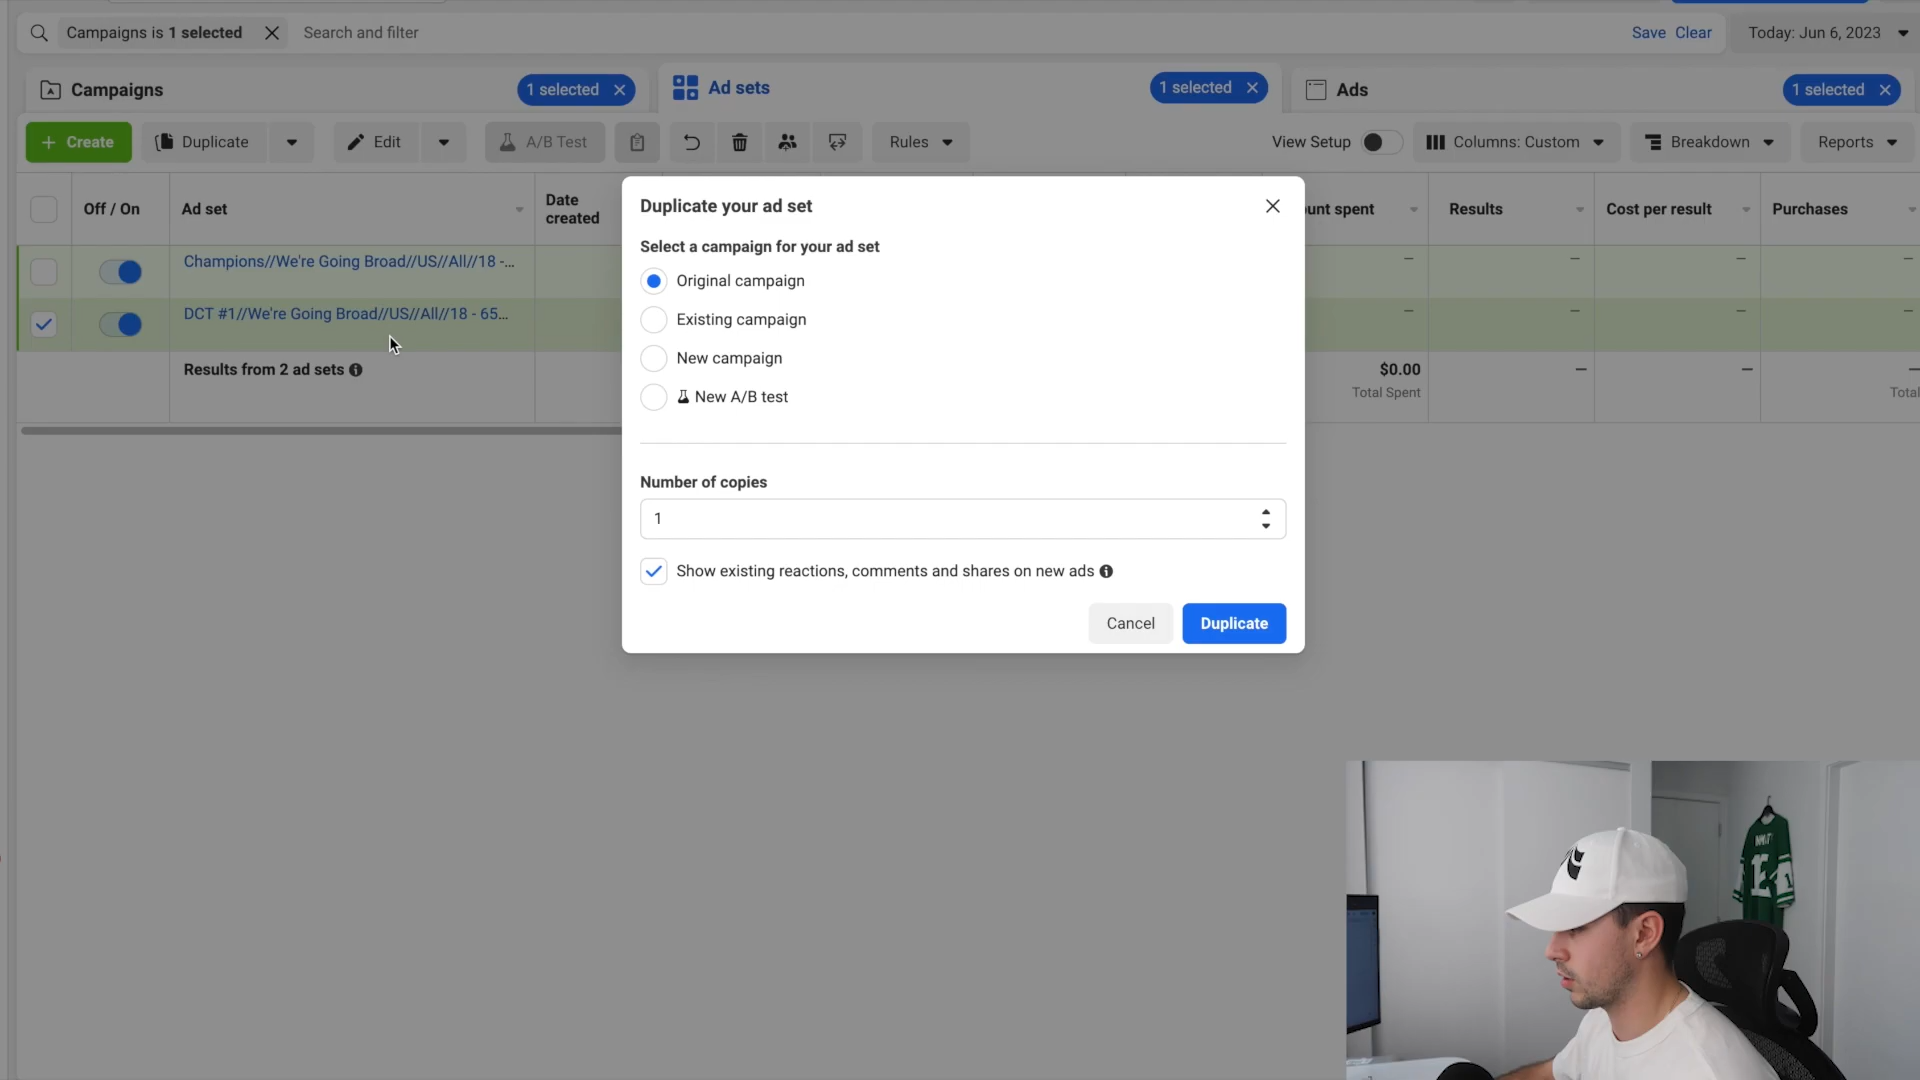 Campaigns is 1 selected
Search and filter
Save Clear
Today: Jun 6, 2023
Campaigns
1 selected
Ad sets
1 selected
Ads
1 selected
+ Create
Duplicate
Edit
A/B Test
Rules
View Setup
Columns: Custom
Breakdown
Reports
Off / On
Ad set
Date created
unt spent
Results
Cost per result
Purchases
Champions//We're Going Broad//US//All//18 -...
DCT #1//We're Going Broad//US//All//18 - 65...
Results from 2 ad sets
$0.00
Total Spent
Total
Duplicate your ad set
Select a campaign for your ad set
Original campaign
Existing campaign
New campaign
New A/B test
Number of copies
1
Show existing reactions, comments and shares on new ads
Cancel
Duplicate